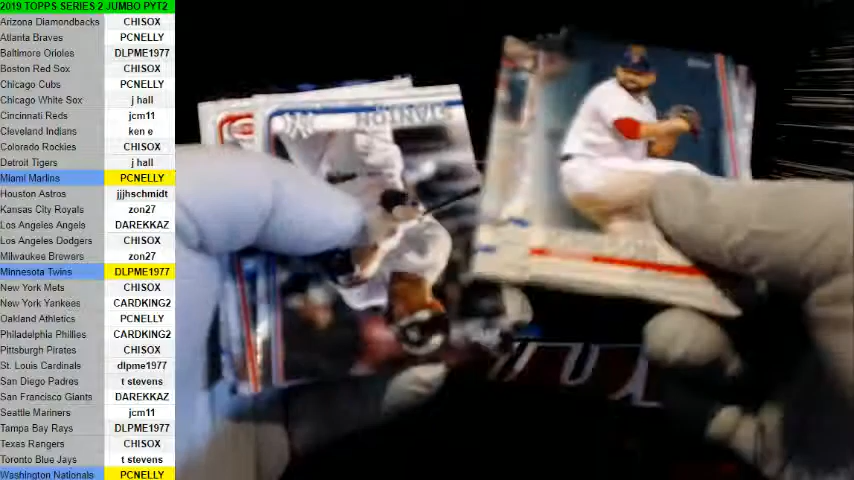 2019 TOPPS SERIES 2 JUMBO PYT2
Arizona Diamondbacks CHISOX
Atlanta Braves PCNELLY
Baltimore Orioles DLPME1977
Boston Red Sox CHISOX
Chicago Cubs PCNELLY
Chicago White Sox j hall
Cincinnati Reds jcm11
Cleveland Indians ken e
Colorado Rockies CHISOX
Detroit Tigers j hall
Miami Marlins PCNELLY
Houston Astros jjjhschmidt
Kansas City Royals zon27
Los Angeles Angels DAREKKAZ
Los Angeles Dodgers CHISOX
Milwaukee Brewers zon27
Minnesota Twins DLPME1977
New York Mets CHISOX
New York Yankees CARDKING2
Oakland Athletics PCNELLY
Philadelphia Phillies CARDKING2
Pittsburgh Pirates CHISOX
St. Louis Cardinals dlpme1977
San Diego Padres t stevens
San Francisco Giants DAREKKAZ
Seattle Mariners jcm11
Tampa Bay Rays DLPME1977
Texas Rangers CHISOX
Toronto Blue Jays t stevens
Washington Nationals PCNELLY
STANTON